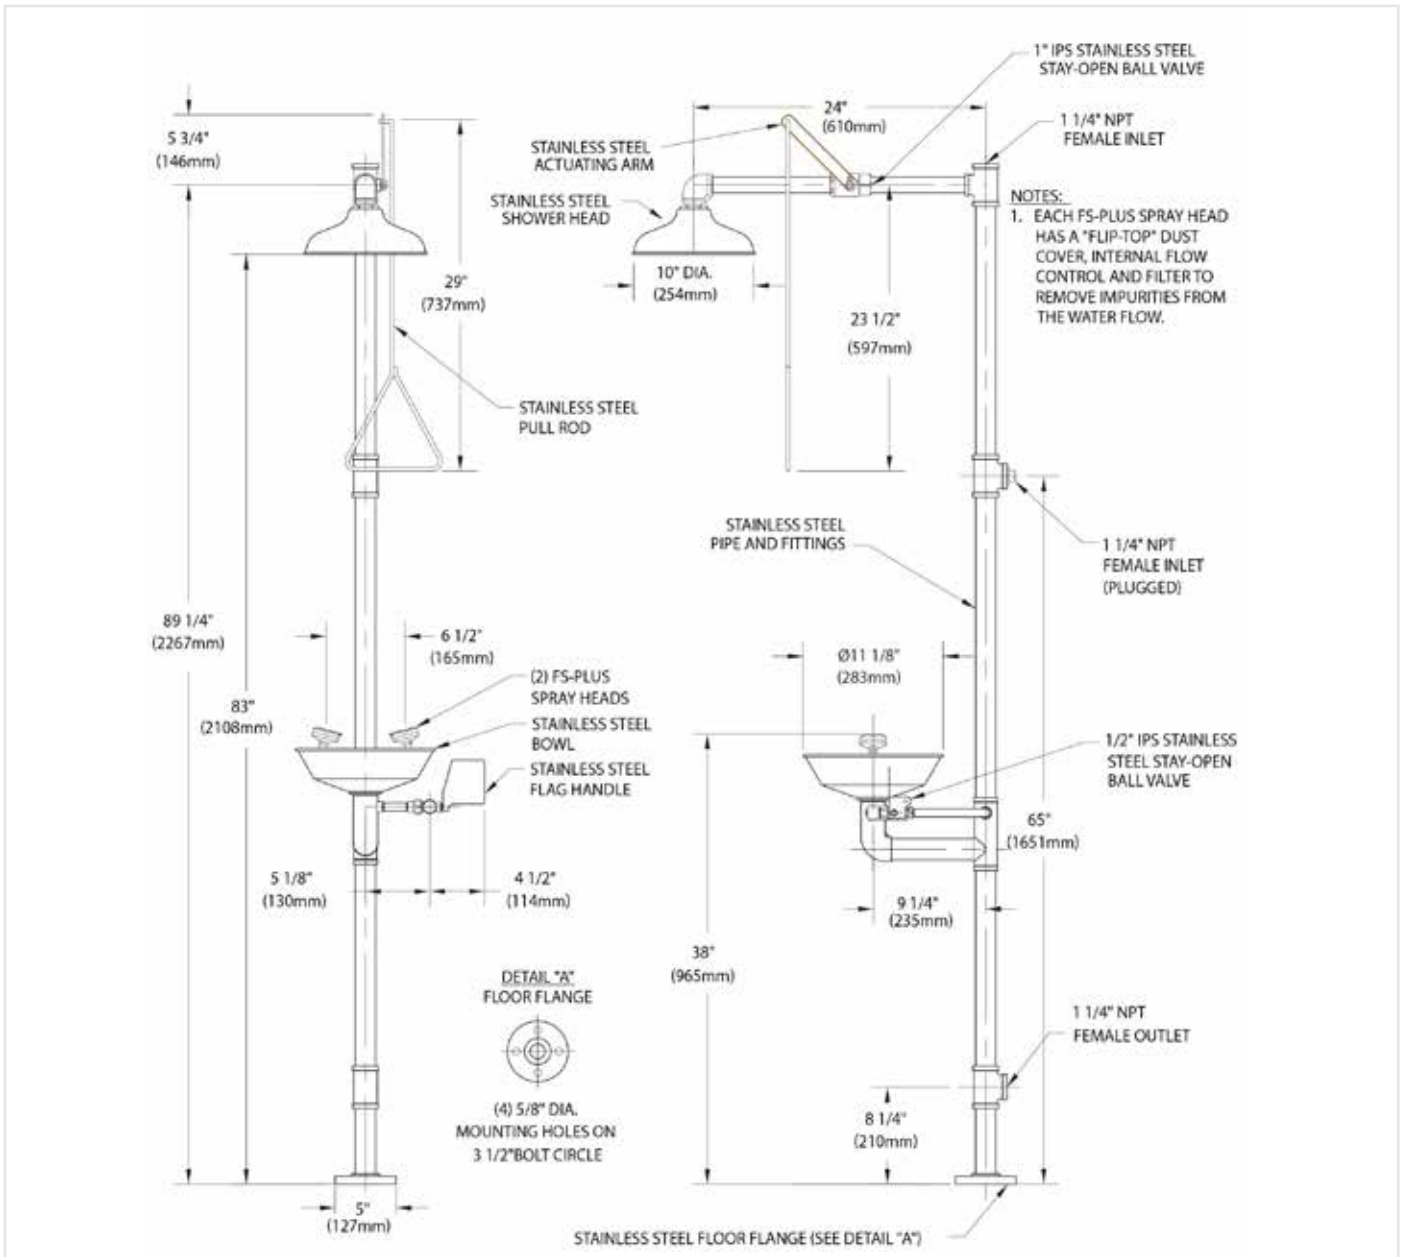 1" IPS STAINLESS STEEL
STAY-OPEN BALL VALVE
24"
(610mm)
1 1/4" NPT
FEMALE INLET
5 3/4"
(146mm)
STAINLESS STEEL
ACTUATING ARM
STAINLESS STEEL
SHOWER HEAD
NOTES:
1. EACH FS-PLUS SPRAY HEAD
HAS A "FLIP-TOP" DUST
COVER, INTERNAL FLOW
CONTROL AND FILTER TO
REMOVE IMPURITIES FROM
THE WATER FLOW.
29"
(737mm)
10" DIA.
(254mm)
23 1/2"
(597mm)
STAINLESS STEEL
PULL ROD
STAINLESS STEEL
PIPE AND FITTINGS
1 1/4" NPT
FEMALE INLET
(PLUGGED)
89 1/4"
(2267mm)
6 1/2"
(165mm)
Ø11 1/8"
(283mm)
(2) FS-PLUS
SPRAY HEADS
83"
(2108mm)
STAINLESS STEEL
BOWL
STAINLESS STEEL
FLAG HANDLE
1/2" IPS STAINLESS
STEEL STAY-OPEN
BALL VALVE
65"
(1651mm)
5 1/8"
(130mm)
4 1/2"
(114mm)
9 1/4"
(235mm)
38"
(965mm)
DETAIL "A"
FLOOR FLANGE
1 1/4" NPT
FEMALE OUTLET
(4) 5/8" DIA.
MOUNTING HOLES ON
3 1/2"BOLT CIRCLE
8 1/4"
(210mm)
5"
(127mm)
STAINLESS STEEL FLOOR FLANGE (SEE DETAIL "A")